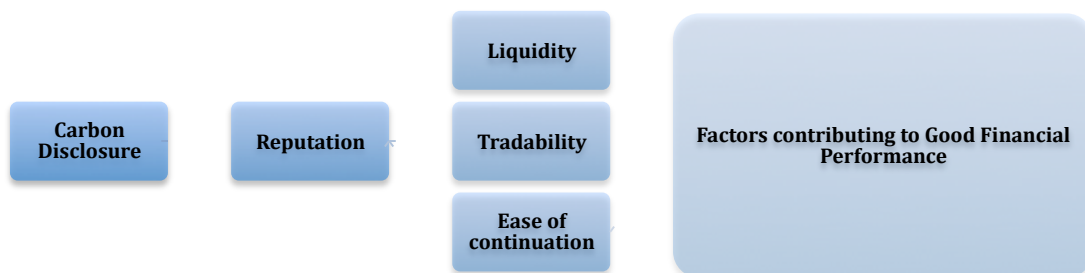 Carbon
Disclosure
Reputation
Liquidity
Tradability
Ease of
continuation
Factors contributing to Good Financial
Performance